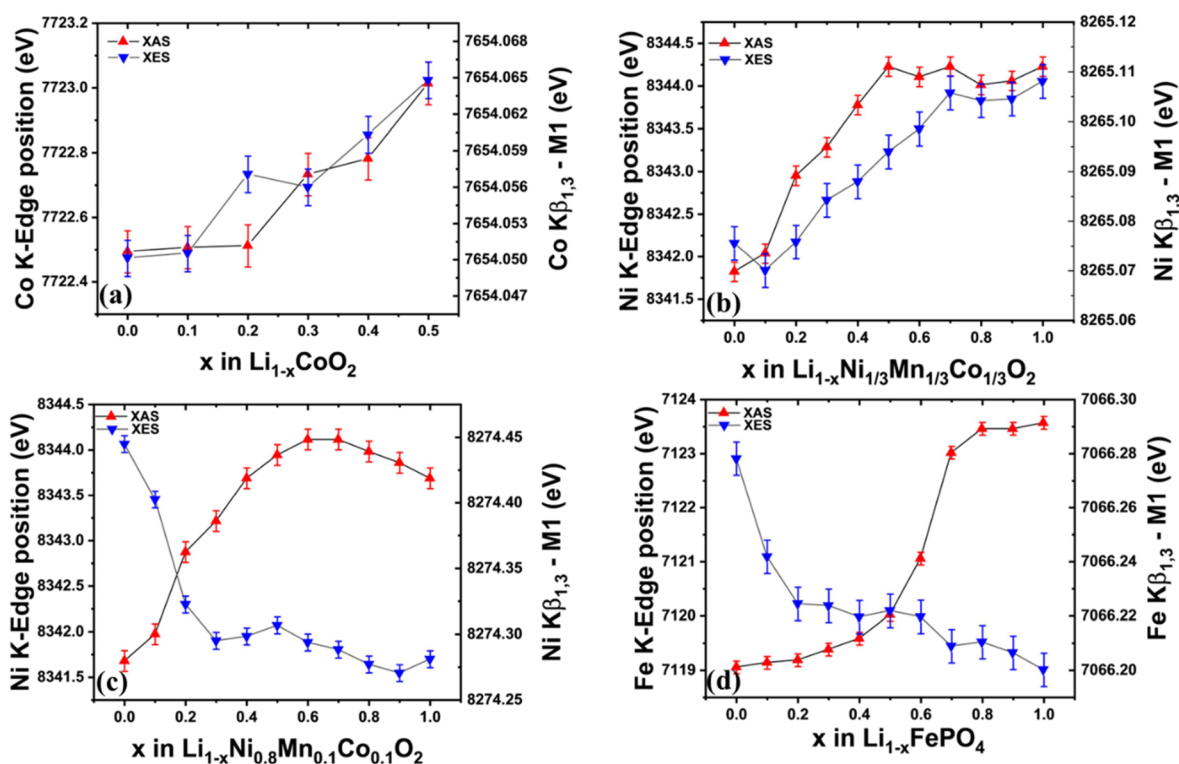 Co K-Edge position (eV)
7723.2
7723.0
7722.8
7722.6
7722.4
XAS
XES
(a)
0.0 0.1 0.2 0.3 0.4 0.5
x in Li1-xCoO2
7654.068
7654.065
7654.062
7654.059
7654.056
7654.053
7654.050
7654.047
Co Kβ1,3 - M1 (eV)
Ni K-Edge position (eV)
8344.5
8344.0
8343.5
8343.0
8342.5
8342.0
8341.5
XAS
XES
(b)
0.0 0.2 0.4 0.6 0.8 1.0
x in Li1-xNi1/3Mn1/3Co1/3O2
8265.12
8265.11
8265.10
8265.09
8265.08
8265.07
8265.06
Ni Kβ1,3 - M1 (eV)
Ni K-Edge position (eV)
8344.5
8344.0
8343.5
8343.0
8342.5
8342.0
8341.5
XAS
XES
(c)
0.0 0.2 0.4 0.6 0.8 1.0
x in Li1-xNi0.8Mn0.1Co0.1O2
8274.45
8274.40
8274.35
8274.30
8274.25
Ni Kβ1,3 - M1 (eV)
Fe K-Edge position (eV)
7124
7123
7122
7121
7120
7119
XAS
XES
(d)
0.0 0.2 0.4 0.6 0.8 1.0
x in Li1-xFePO4
7066.30
7066.28
7066.26
7066.24
7066.22
7066.20
Fe Kβ1,3 - M1 (eV)